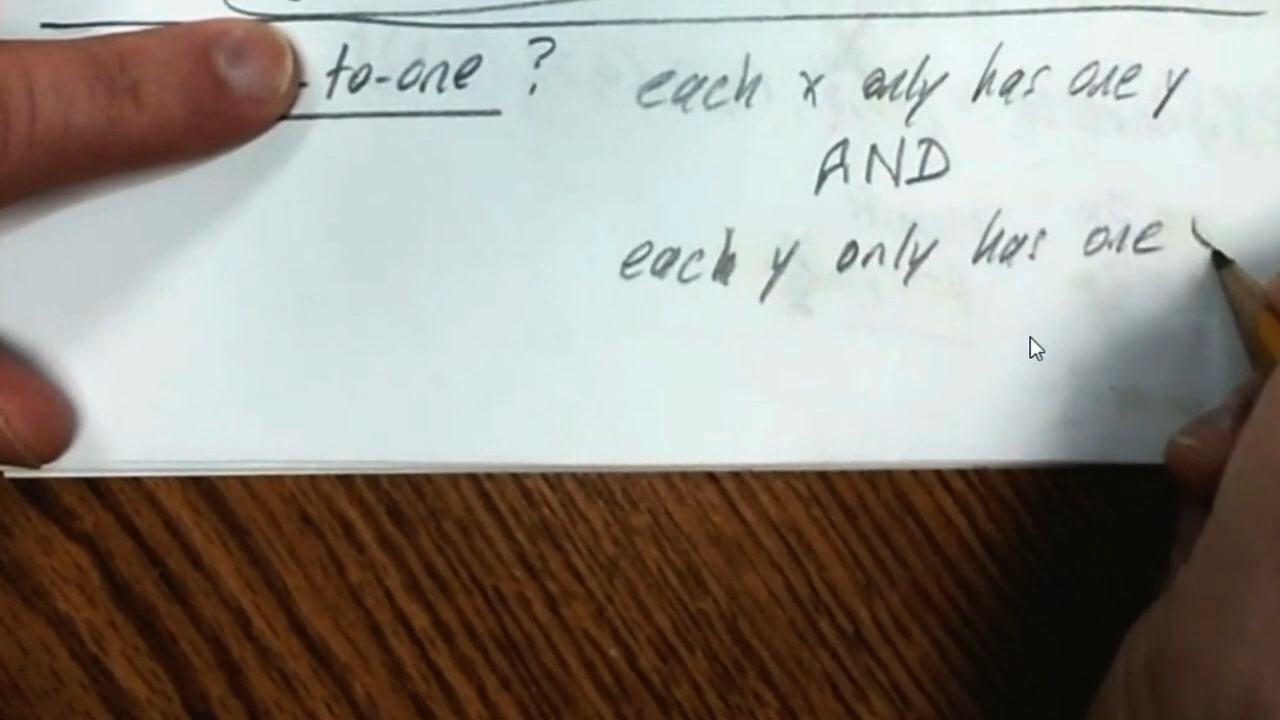 -to-one ? each x only has one y
AND
each y only has one